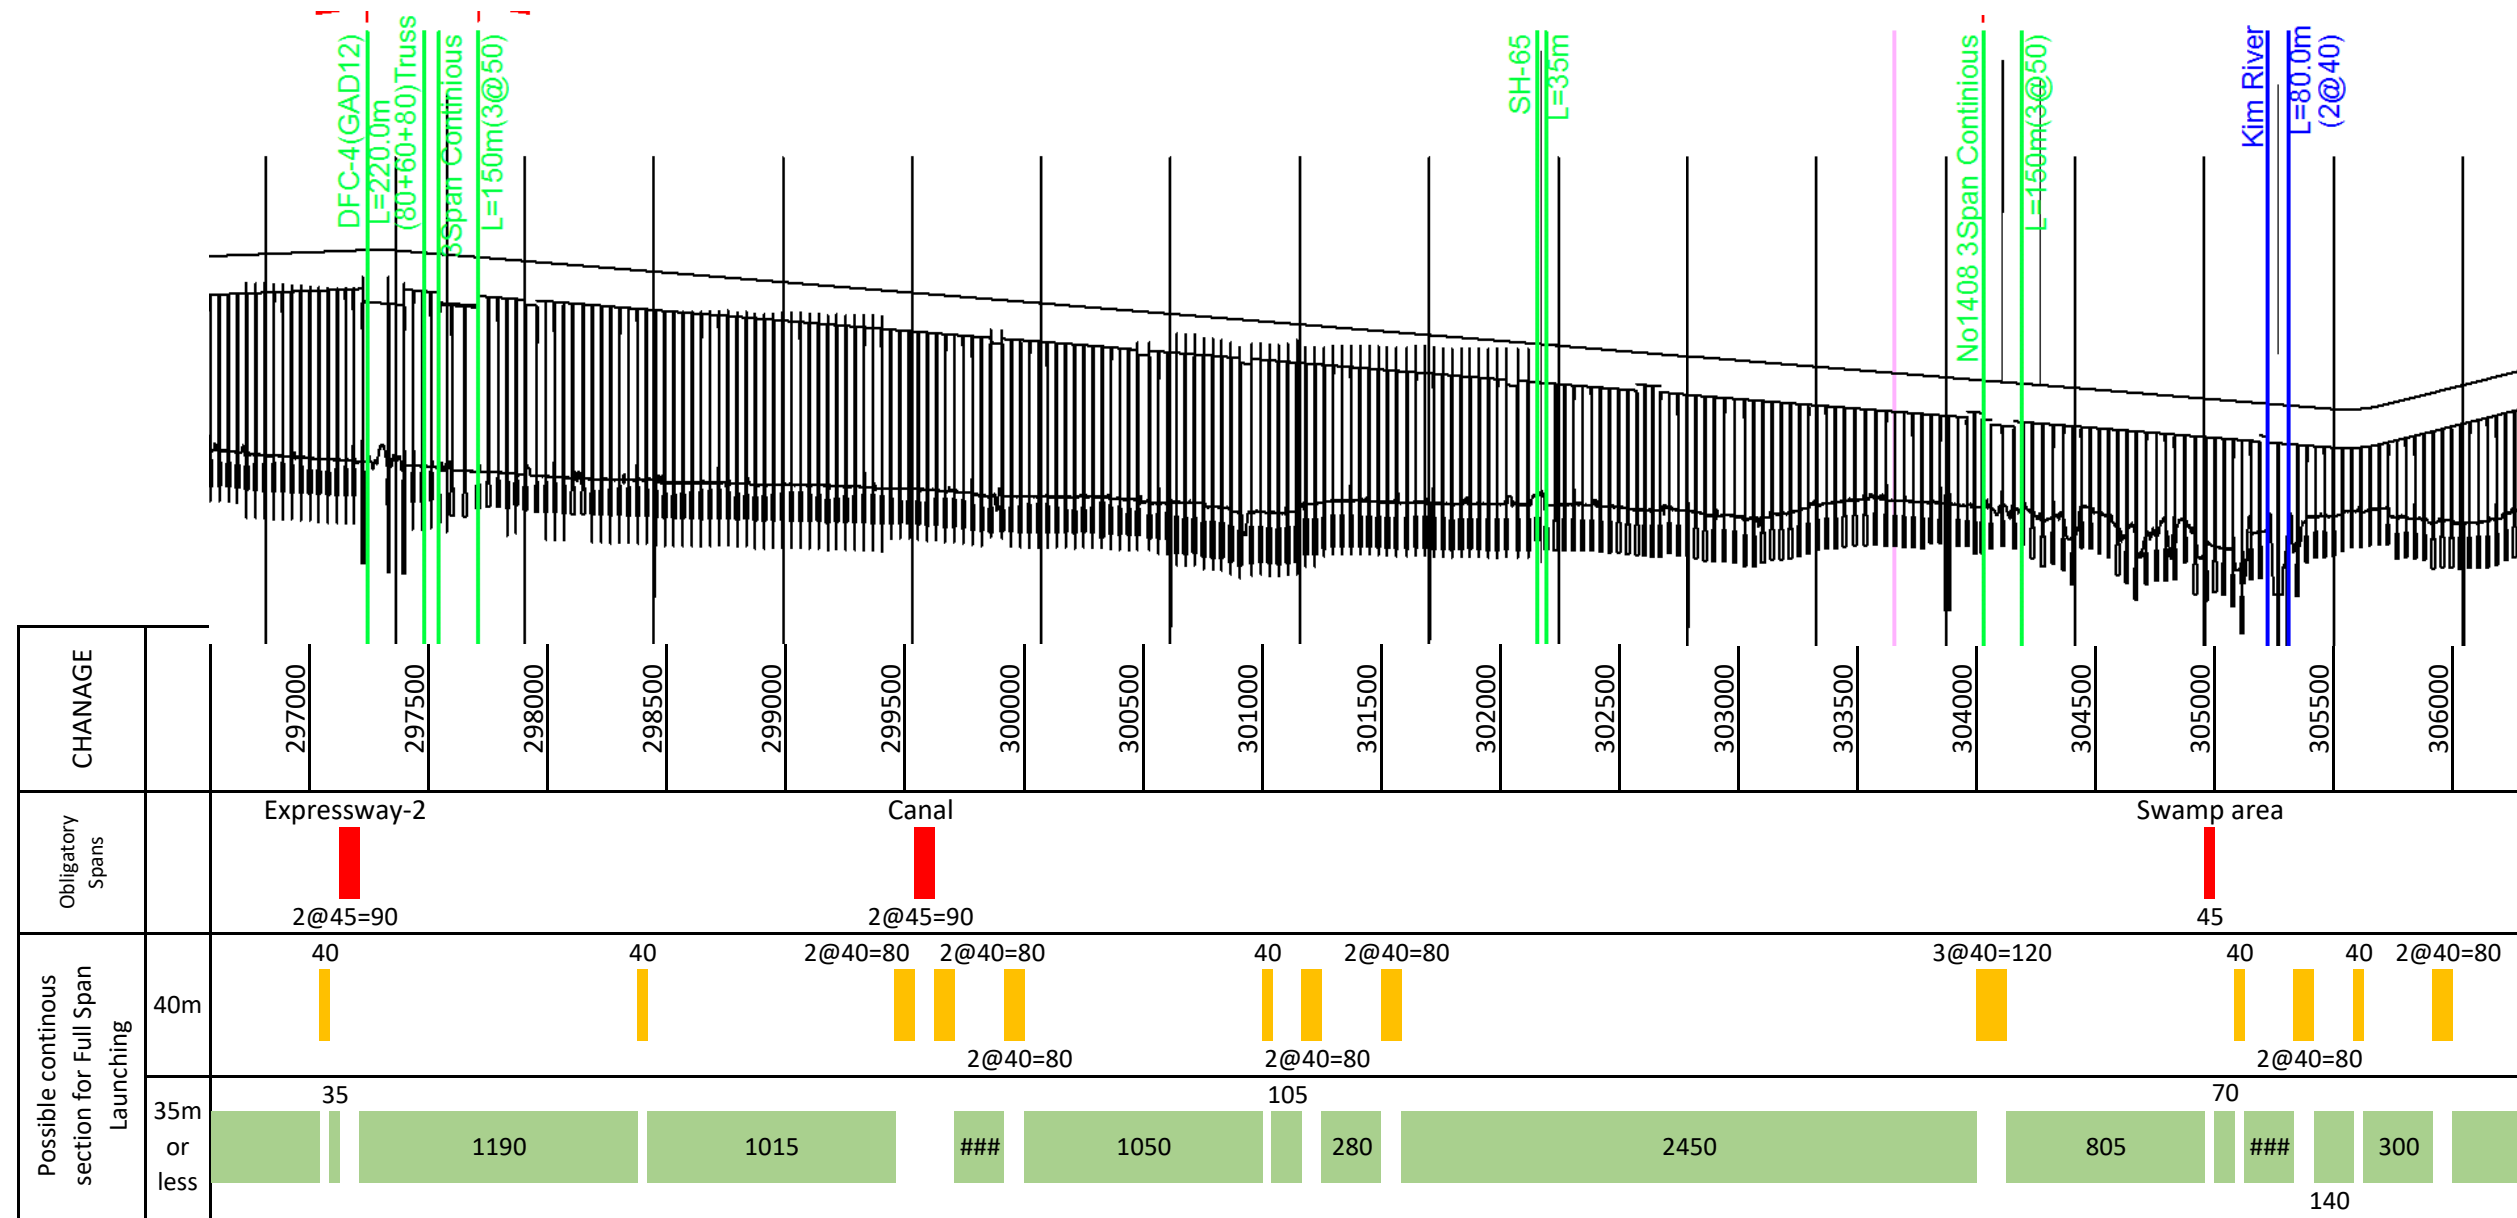 DFC-4(GAD12)
L=220.0m
(80+60+80)Truss
3Span Continious
L=150m(3@50)
SH-65
L=35m
No1408 3Span Continious
L=150m(3@50)
Kim River
L=80.0m
(2@40)
CHANAGE
297000
297500
298000
298500
299000
299500
300000
300500
301000
301500
302000
302500
303000
303500
304000
304500
305000
305500
306000
Obligatory
Spans
Expressway-2
Canal
Swamp area
2@45=90
2@45=90
45
Possible continous
section for Full Span
Launching
40m
40
40
2@40=80
2@40=80
40
2@40=80
3@40=120
40
40
2@40=80
2@40=80
2@40=80
2@40=80
35m
or
less
35
105
70
1190
1015
###
1050
280
2450
805
###
300
140